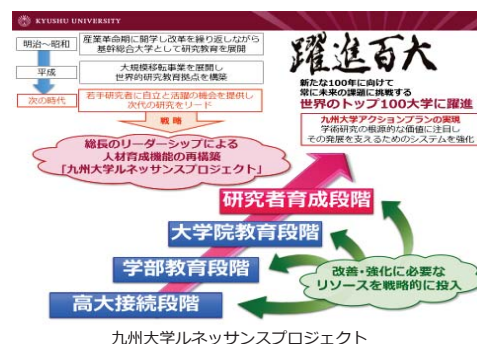 KYUSHU UNIVERSITY
明治～昭和
産業革命期に開学し改革を繰り返しながら
基幹総合大学として研究教育を展開
平成
大規模移転事業を展開し
世界的研究教育拠点を構築
次の時代
若手研究者に自立と活躍の機会を提供し
次代の研究をリード
戦略
総長のリーダーシップによる
人材育成機能の再構築
「九州大学ルネッサンスプロジェクト」
躍進百大
新たな100年に向けて
常に未来の課題に挑戦する
世界のトップ100大学に躍進
九州大学アクションプランの実現
学術研究の根源的な価値に注目し
その発展を支えるためのシステムを強化
研究者育成段階
大学院教育段階
学部教育段階
高大接続段階
改善・強化に必要な
リソースを戦略的に投入
九州大学ルネッサンスプロジェクト